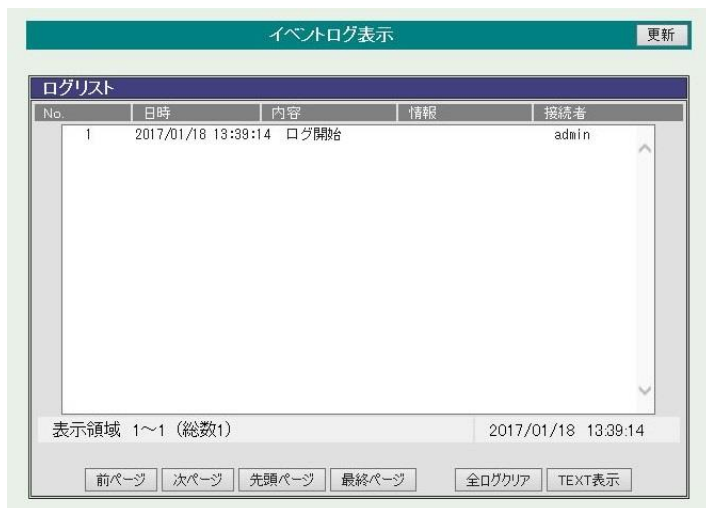 イベントログ表示 更新
ログリスト
No. 日時 内容 情報 接続者
1 2017/01/18 13:39:14 ログ開始 admin
表示領域 1～1 (総数1) 2017/01/18 13:39:14
前ページ 次ページ 先頭ページ 最終ページ 全ログクリア TEXT表示